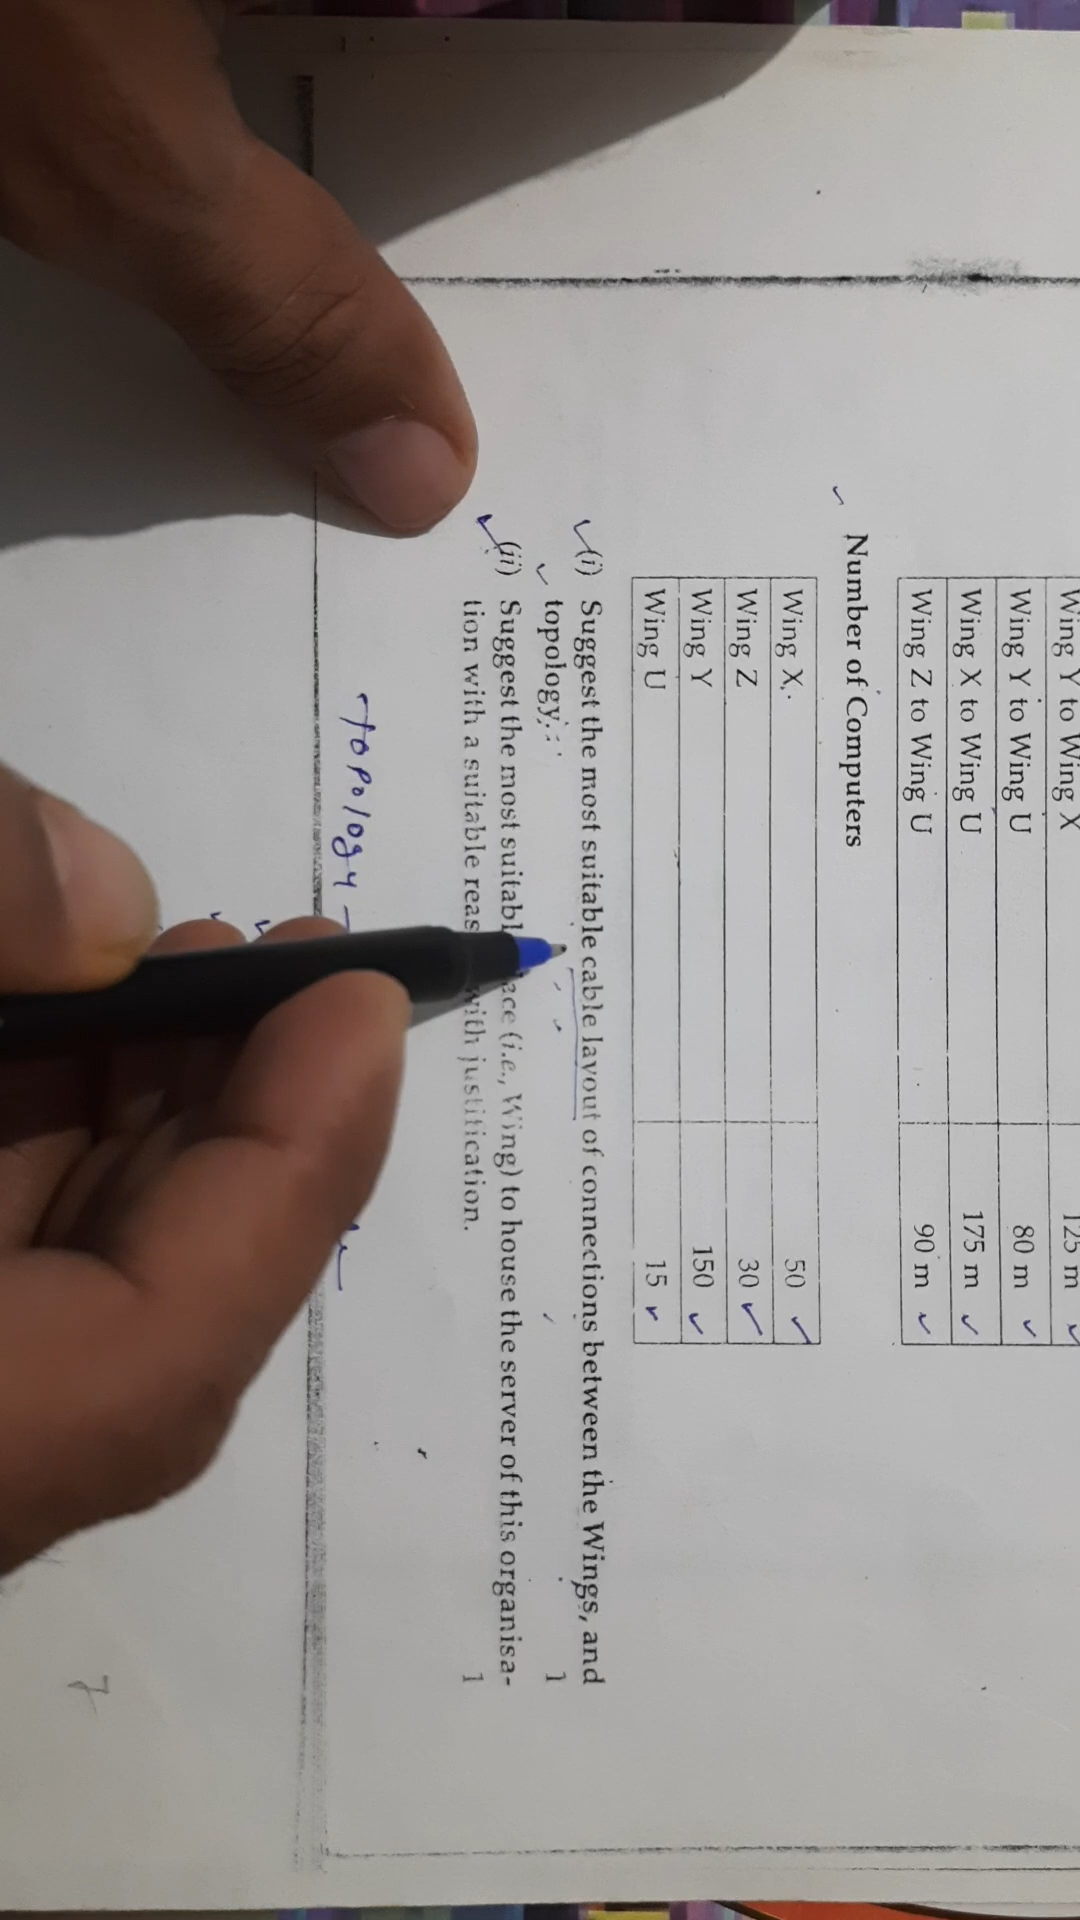 Wing Y to Wing X 125 m
Wing Y to Wing U 80 m
Wing X to Wing U 175 m
Wing Z to Wing U 90 m
Number of Computers
Wing X 50
Wing Z 30
Wing Y 150
Wing U 15
(i) Suggest the most suitable cable layout of connections between the Wings, and
topology. 1
(ii) Suggest the most suitabl ace (i.e., Wing) to house the server of this organisa-
tion with a suitable reas with justification. 1
Topology -